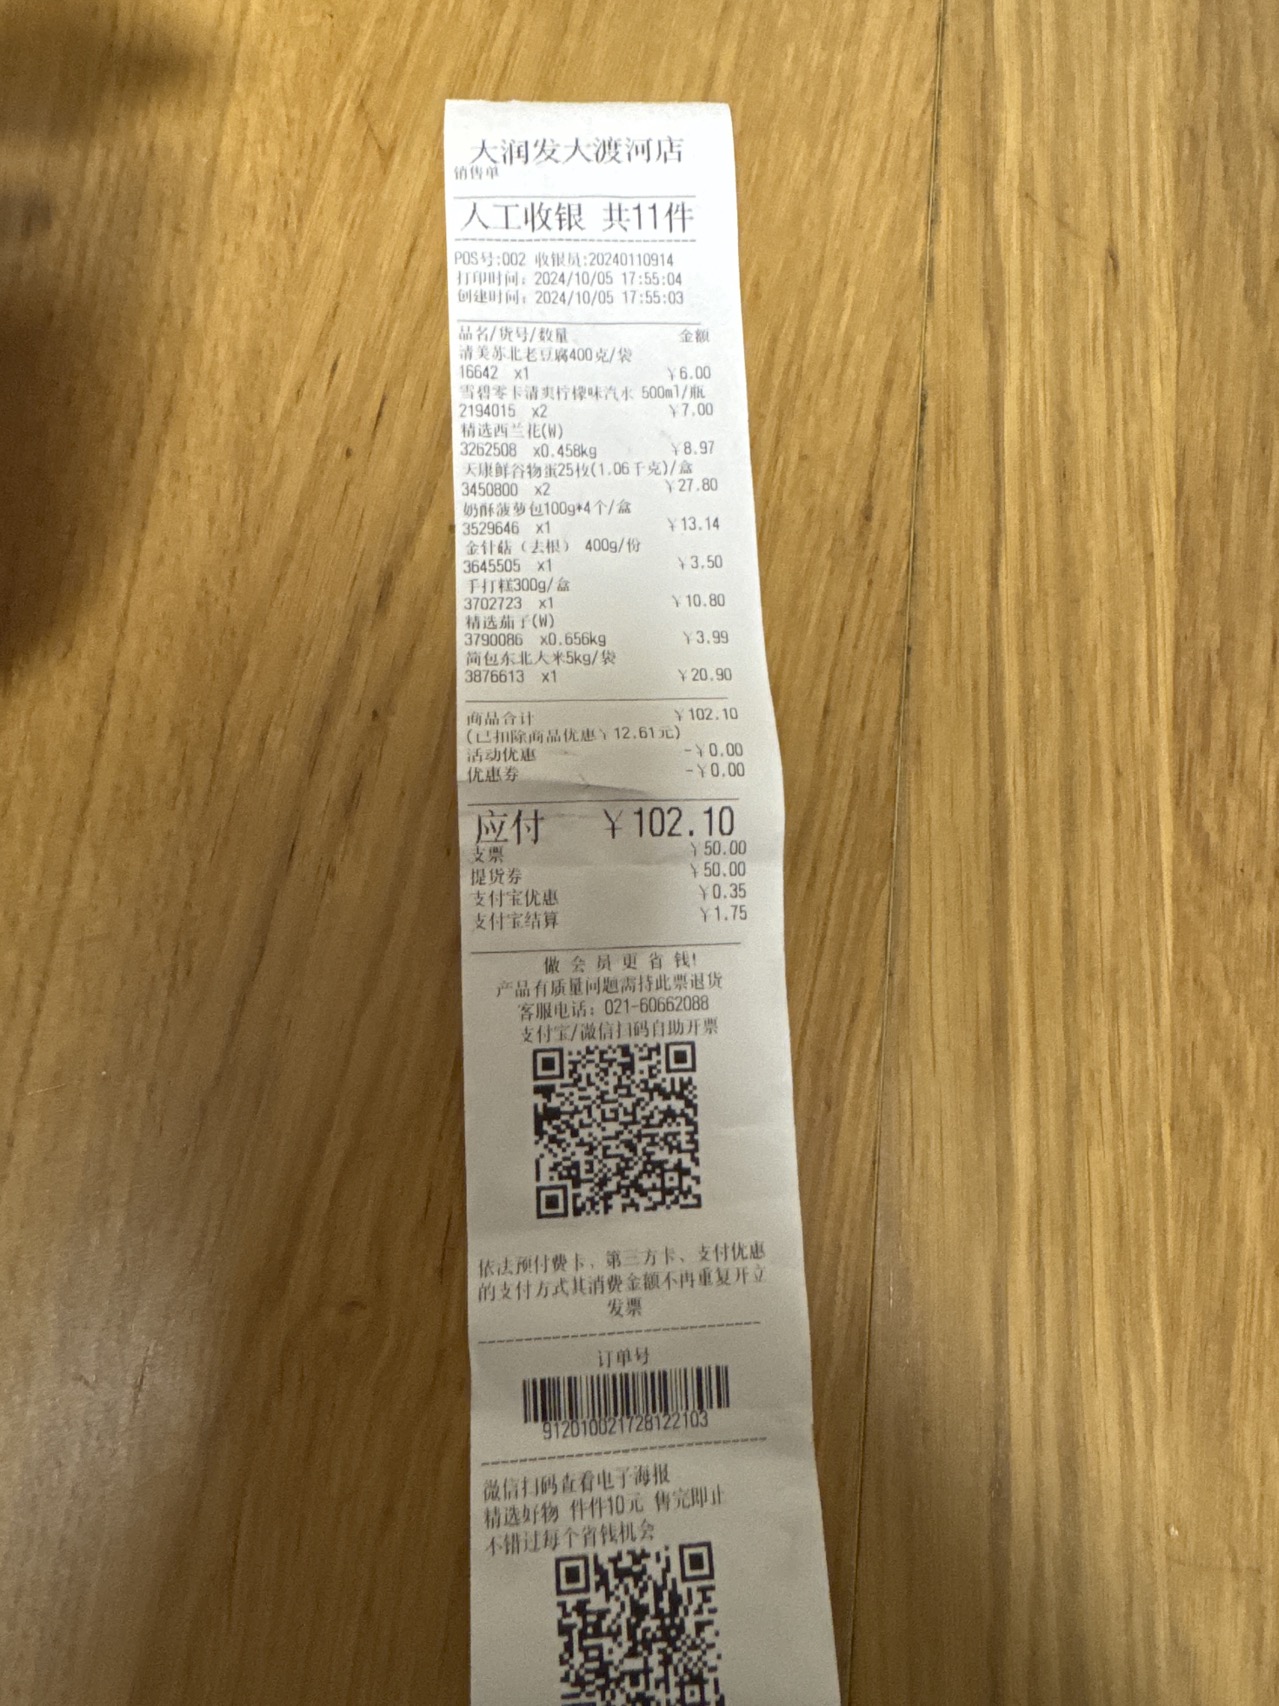 大润发大渡河店
销售单
人工收银 共11件
POS号:002 收银员:20240110914
打印时间: 2024/10/05 17:55:04
创建时间: 2024/10/05 17:55:03
品名/货号/数量 金额
清美苏北老豆腐400克/袋
16642 x1 ¥6.00
雪碧零卡清爽柠檬味汽水 500ml/瓶
2194015 x2 ¥7.00
精选西兰花(W)
3262508 x0.458kg ¥8.97
天康鲜谷物蛋25枚(1.06千克)/盒
3450800 x2 ¥27.80
奶酥菠萝包100g*4个/盒
3529646 x1 ¥13.14
金针菇（去根） 400g/份
3645505 x1 ¥3.50
手打糕300g/盒
3702723 x1 ¥10.80
精选茄子(W)
3790086 x0.656kg ¥3.99
简包东北大米5kg/袋
3876613 x1 ¥20.90
商品合计 ¥102.10
(已扣除商品优惠¥12.61元)
活动优惠 -¥0.00
优惠券 -¥0.00
应付 ¥102.10
支票 ¥50.00
提货券 ¥50.00
支付宝优惠 ¥0.35
支付宝结算 ¥1.75
做 会 员 更 省 钱!
产品有质量问题需持此票退货
客服电话: 021-60662088
支付宝/微信扫码自助开票
依法预付费卡、第三方卡、支付优惠
的支付方式其消费金额不再重复开立
发票
订单号
912010021728122103
微信扫码查看电子海报
精选好物 件件10元 售完即止
不错过每个省钱机会